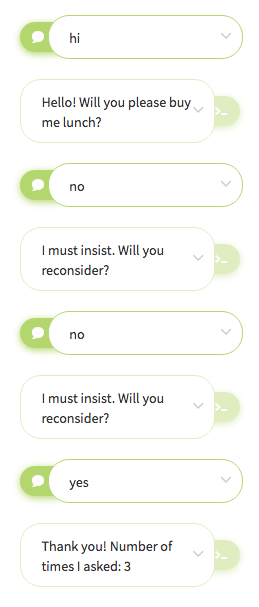 hi
Hello! Will you please buy
me lunch?
no
I must insist. Will you
reconsider?
no
I must insist. Will you
reconsider?
yes
Thank you! Number of
times I asked: 3